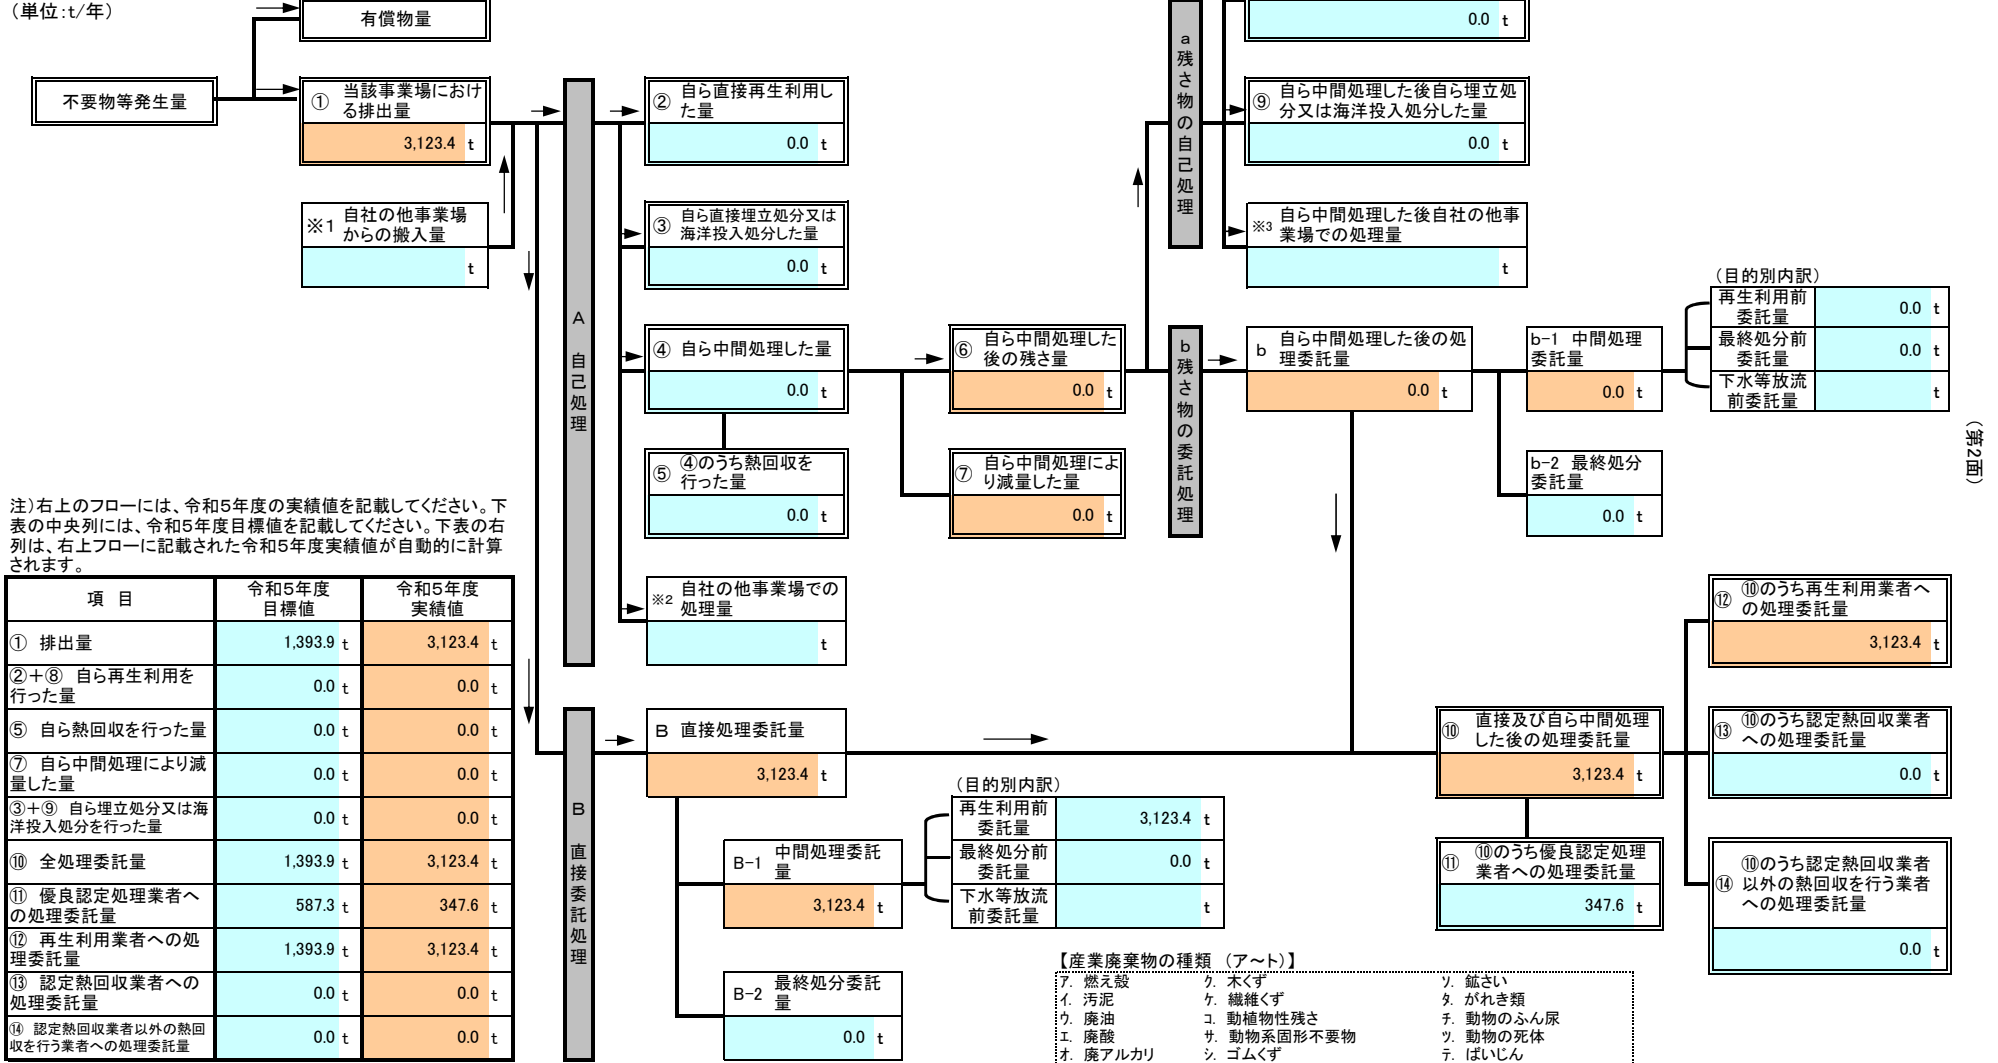 （単位：t/年）
有償物量
不要物等発生量
①
当該事業場におけ
る排出量
3,123.4 t
※1
自社の他事業場
からの搬入量
t
A
自己処理
②
自ら直接再生利用し
た量
0.0 t
③
自ら直接埋立処分又は
海洋投入処分した量
0.0 t
④ 自ら中間処理した量
0.0 t
⑤
④のうち熱回収を
行った量
0.0 t
※2
自社の他事業場での
処理量
t
⑥
自ら中間処理した
後の残さ量
0.0 t
⑦
自ら中間処理によ
り減量した量
0.0 t
a残さ物の自己処理
0.0 t
⑨
自ら中間処理した後自ら埋立処
分又は海洋投入処分した量
0.0 t
※3
自ら中間処理した後自社の他事
業場での処理量
t
b残さ物の委託処理
b
自ら中間処理した後の処
理委託量
0.0 t
b-1 中間処理
委託量
0.0 t
b-2 最終処分
委託量
0.0 t
（目的別内訳）
再生利用前
委託量
0.0 t
最終処分前
委託量
0.0 t
下水等放流
前委託量
t
（第2面）
注）右上のフローには、令和5年度の実績値を記載してください。下
表の中央列には、令和5年度目標値を記載してください。下表の右
列は、右上フローに記載された令和5年度実績値が自動的に計算
されます。
項 目
令和5年度
目標値
令和5年度
実績値
① 排出量 1,393.9 t 3,123.4 t
②＋⑧ 自ら再生利用を
行った量
0.0 t 0.0 t
⑤ 自ら熱回収を行った量 0.0 t 0.0 t
⑦ 自ら中間処理により減
量した量
0.0 t 0.0 t
③＋⑨ 自ら埋立処分又は海
洋投入処分を行った量
0.0 t 0.0 t
⑩ 全処理委託量 1,393.9 t 3,123.4 t
⑪ 優良認定処理業者へ
の処理委託量
587.3 t 347.6 t
⑫ 再生利用業者への処
理委託量
1,393.9 t 3,123.4 t
⑬ 認定熱回収業者への
処理委託量
0.0 t 0.0 t
⑭ 認定熱回収業者以外の熱回
収を行う業者への処理委託量
0.0 t 0.0 t
B
直接委託処理
B 直接処理委託量
3,123.4 t
B-1
中間処理委託
量
3,123.4 t
B-2
最終処分委託
量
0.0 t
（目的別内訳）
再生利用前
委託量
3,123.4 t
最終処分前
委託量
0.0 t
下水等放流
前委託量
t
⑩
直接及び自ら中間処理
した後の処理委託量
3,123.4 t
⑪
⑩のうち優良認定処理
業者への処理委託量
347.6 t
⑫
⑩のうち再生利用業者へ
の処理委託量
3,123.4 t
⑬
⑩のうち認定熱回収業者
への処理委託量
0.0 t
⑭
⑩のうち認定熱回収業者
以外の熱回収を行う業者
への処理委託量
0.0 t
【産業廃棄物の種類 （ア～ト）】
ア. 燃え殻 ク. 木くず ソ. 鉱さい
イ. 汚泥 ケ. 繊維くず タ. がれき類
ウ. 廃油 コ. 動植物性残さ チ. 動物のふん尿
エ. 廃酸 サ. 動物系固形不要物 ツ. 動物の死体
オ. 廃アルカリ シ. ゴムくず テ. ばいじん